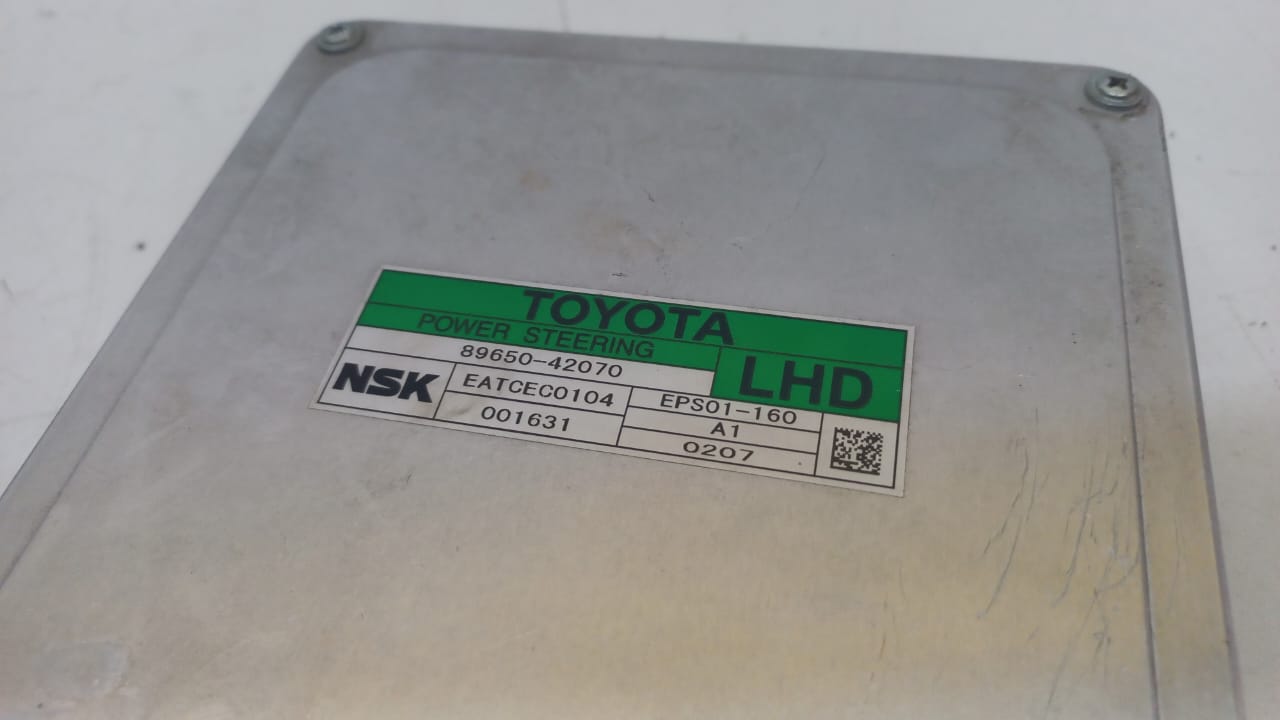 TOYOTA
POWER STEERING
LHD
89650-42070
NSK
EATCEC0104
001631
EPS01-160
A1
0207